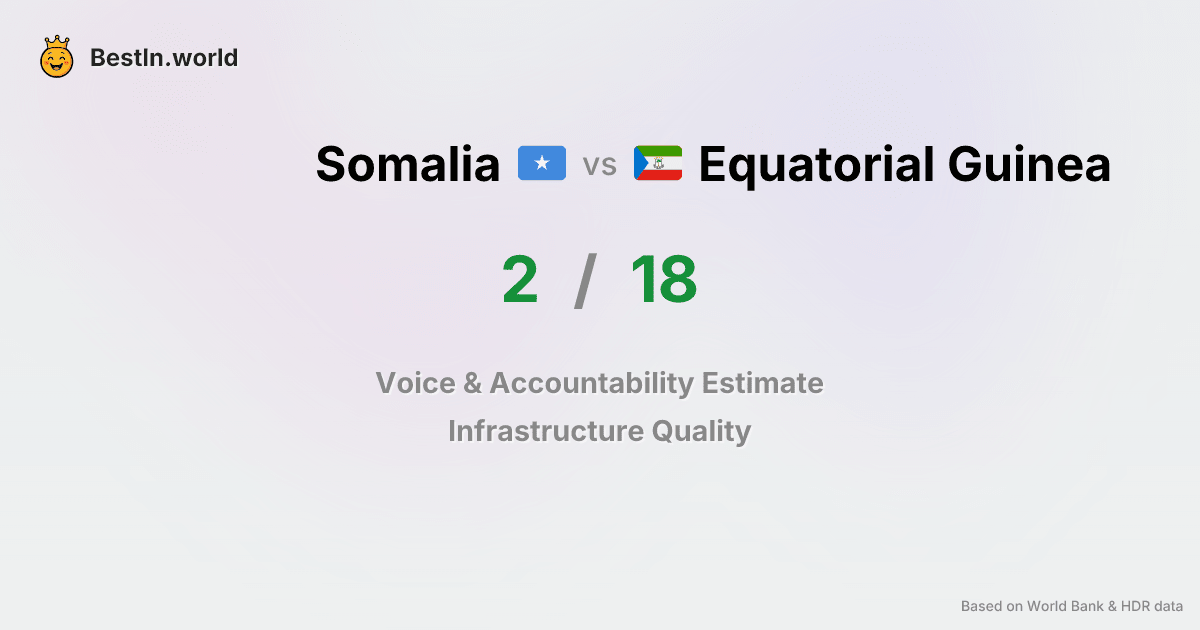 BestIn.world
Somalia vs Equatorial Guinea
2 / 18
Voice & Accountability Estimate
Infrastructure Quality
Based on World Bank & HDR data